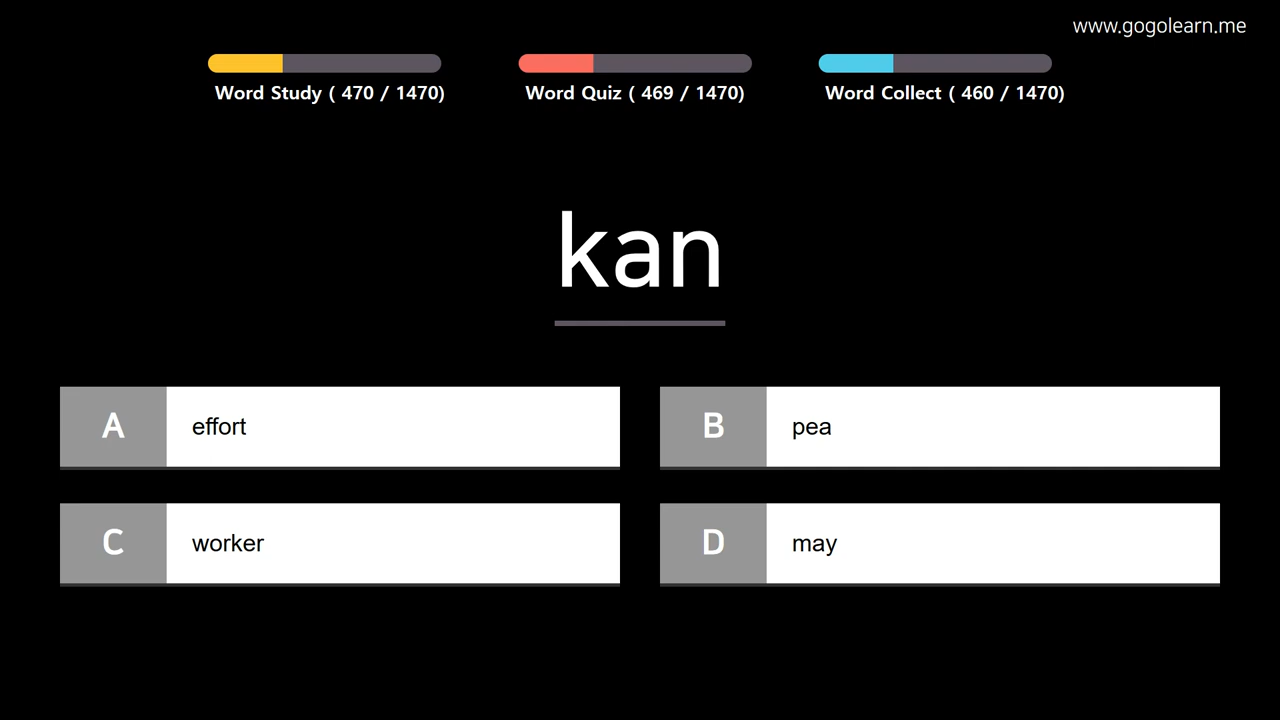 www.gogolearn.me
Word Study ( 470 / 1470)
Word Quiz ( 469 / 1470)
Word Collect ( 460 / 1470)
kan
A effort
B pea
C worker
D may